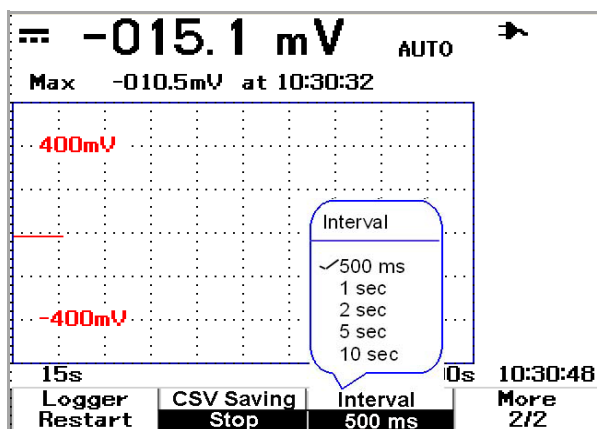 -015.1 mV AUTO
Max -010.5mV at 10:30:32
400mV
Interval
500 ms
1 sec
2 sec
5 sec
10 sec
-400mV
15s 0s 10:30:48
Logger Restart
CSV Saving Stop
Interval 500 ms
More 2/2